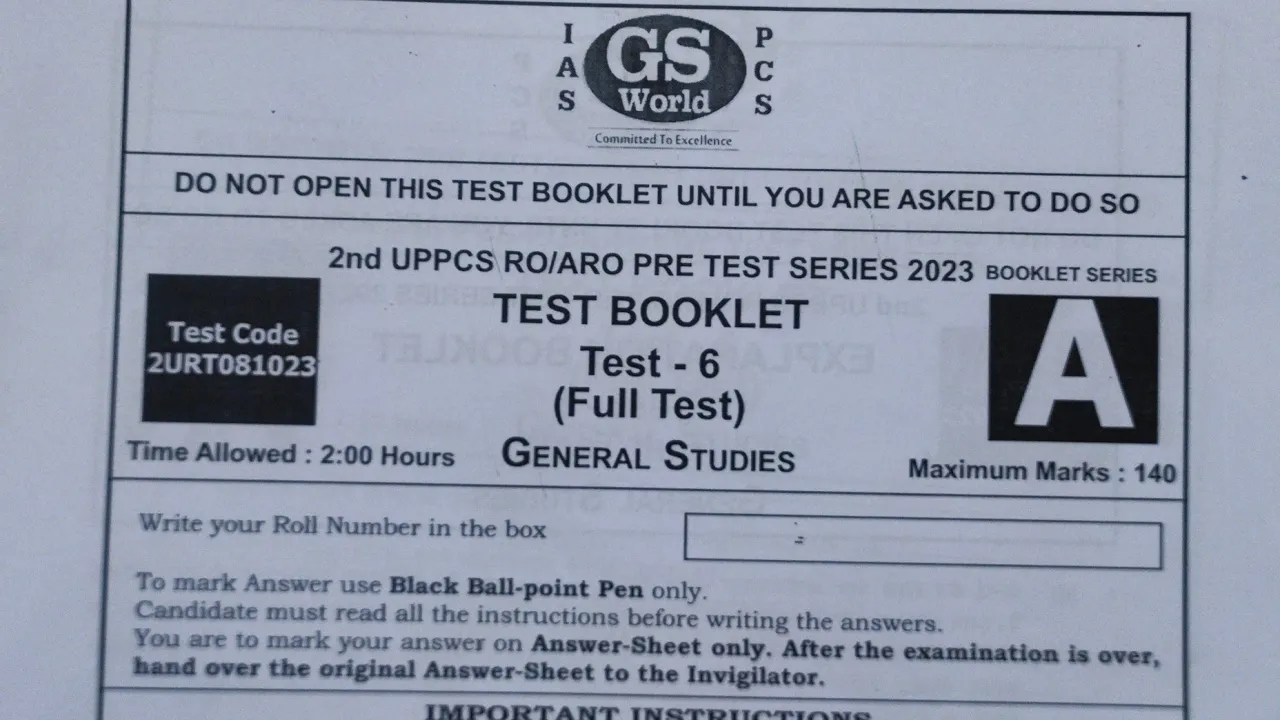 IAS
GS
World
PCS
Committed To Excellence
DO NOT OPEN THIS TEST BOOKLET UNTIL YOU ARE ASKED TO DO SO
2nd UPPCS RO/ARO PRE TEST SERIES 2023
BOOKLET SERIES
TEST BOOKLET
Test Code
2URT081023
A
Test - 6
(Full Test)
Time Allowed : 2:00 Hours
GENERAL STUDIES
Maximum Marks : 140
Write your Roll Number in the box
To mark Answer use Black Ball-point Pen only.
Candidate must read all the instructions before writing the answers.
You are to mark your answer on Answer-Sheet only. After the examination is over,
hand over the original Answer-Sheet to the Invigilator.
IMPORTANT INSTRUCTIONS